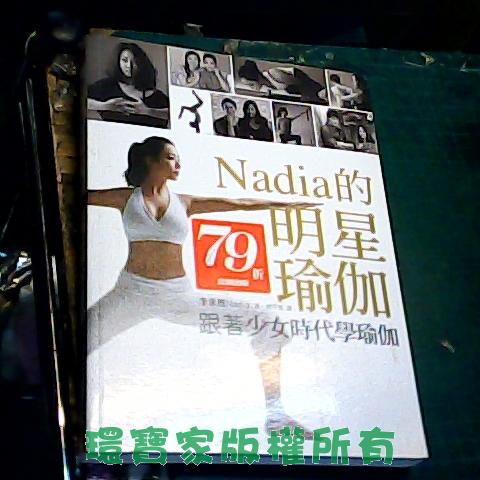 Nadia的
明星
瑜伽
79折
跟著少女時代學瑜伽
環寶家版權所有